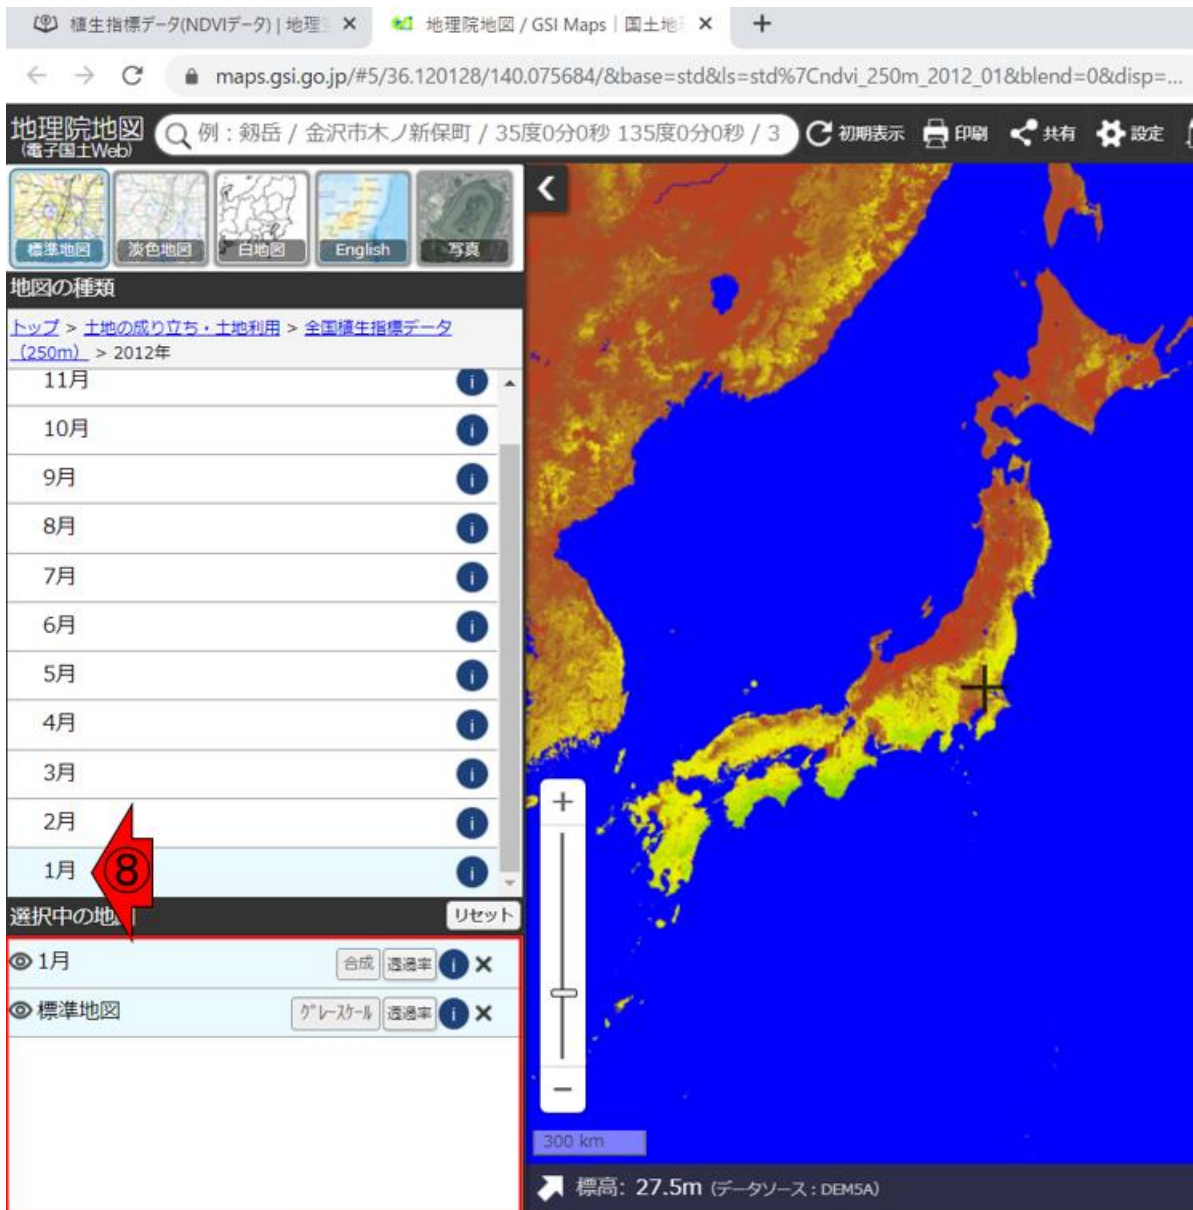 植生指標データ(NDVIデータ) | 地理
地理院地図 / GSI Maps｜国土地理
maps.gsi.go.jp/#5/36.120128/140.075684/&base=std&ls=std%7Cndvi_250m_2012_01&blend=0&disp=...
地理院地図
(電子国土Web)
例：剱岳 / 金沢市木ノ新保町 / 35度0分0秒 135度0分0秒 / 3
初期表示 印刷 共有 設定
標準地図 淡色地図 白地図 English 写真
地図の種類
トップ > 土地の成り立ち・土地利用 > 全国植生指標データ
（250m） > 2012年
11月
10月
9月
8月
7月
6月
5月
4月
3月
2月
1月 ⑧
選択中の地 リセット
1月 合成 透過率
標準地図 グレースケール 透過率
300 km
標高: 27.5m (データソース：DEM5A)